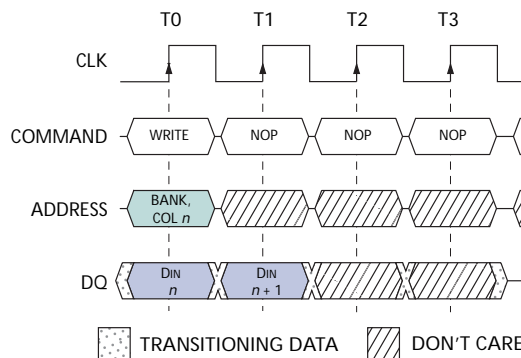 T0 T1 T2 T3
CLK
COMMAND WRITE NOP NOP NOP
ADDRESS BANK,
COL n
DQ DIN DIN
n n + 1
TRANSITIONING DATA DON'T CARE